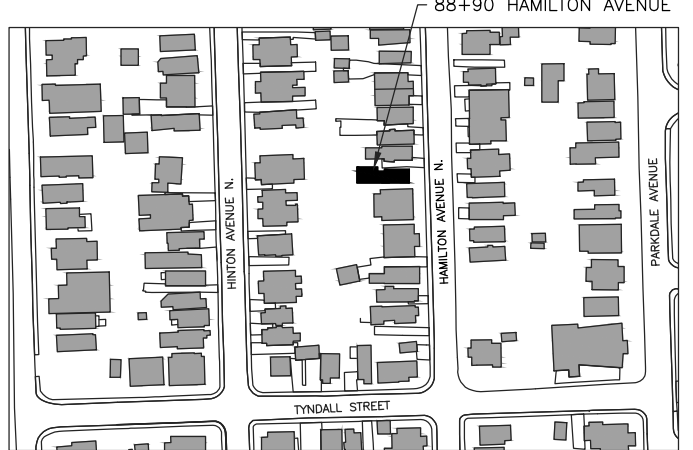 88+90 HAMILTON AVENUE
HINTON AVENUE N.
HAMILTON AVENUE N.
PARKDALE AVENUE
TYNDALL STREET